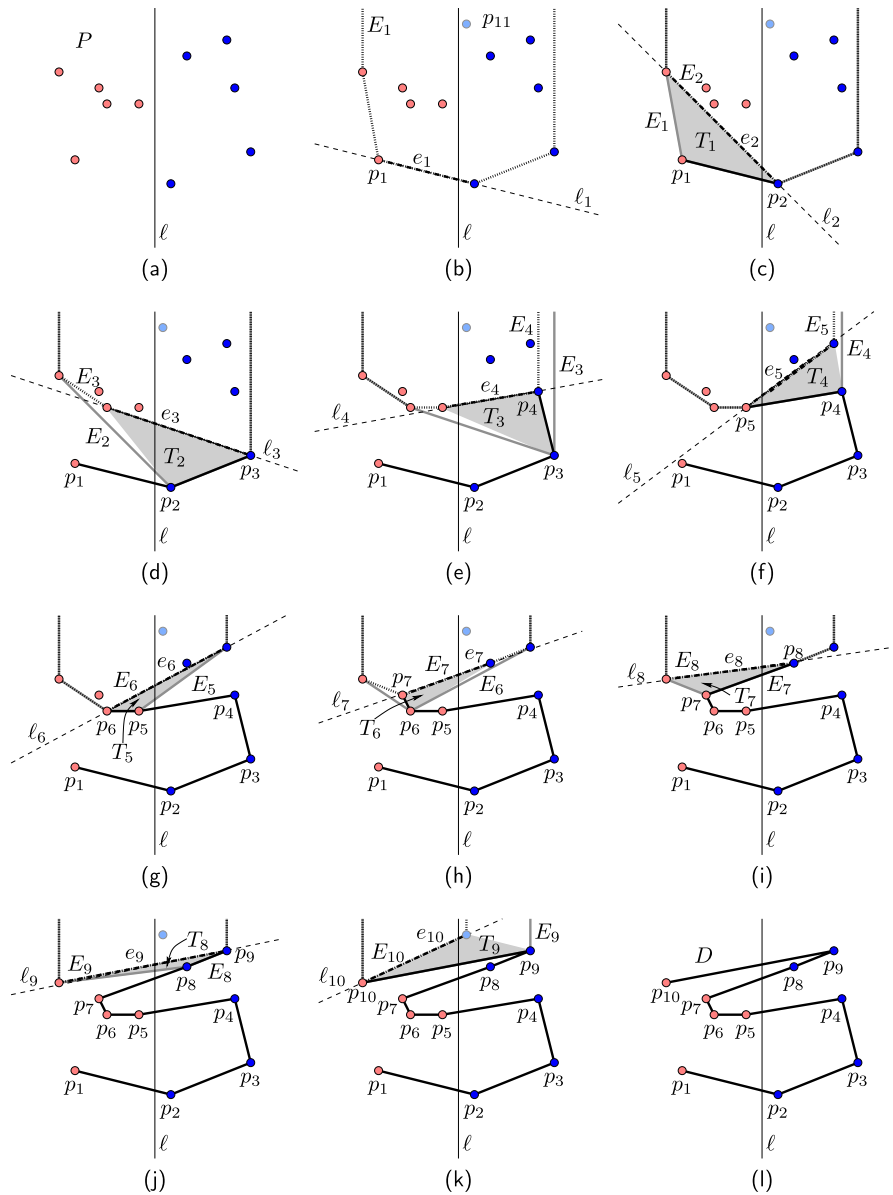 P
ℓ
(a)
E₁
p₁₁
e₁
p₁
ℓ₁
ℓ
(b)
E₂
E₁
T₁
e₂
p₁
p₂
ℓ₂
ℓ
(c)
E₃
e₃
E₂
T₂
ℓ₃
p₃
p₁
p₂
ℓ
(d)
E₄
E₃
e₄
ℓ₄
T₃
p₄
p₁
p₃
p₂
ℓ
(e)
E₅
E₄
e₅
T₄
p₅
p₄
ℓ₅
p₁
p₃
p₂
ℓ
(f)
e₆
E₆
E₅
ℓ₆
p₆
p₅
p₄
T₅
p₁
p₃
p₂
ℓ
(g)
e₇
p₇
E₇
E₆
ℓ₇
T₆
p₆
p₅
p₄
p₁
p₃
p₂
ℓ
(h)
ℓ₈
E₈
e₈
p₈
E₇
p₇
T₇
p₆
p₅
p₄
p₁
p₃
p₂
ℓ
(i)
T₈
e₉
p₉
ℓ₉
E₉
E₈
p₈
p₇
p₆
p₅
p₄
p₁
p₃
p₂
ℓ
(j)
e₁₀
E₉
E₁₀
T₉
ℓ₁₀
p₉
p₁₀
p₈
p₇
p₆
p₅
p₄
p₁
p₃
p₂
ℓ
(k)
D
p₉
p₁₀
p₈
p₇
p₆
p₅
p₄
p₁
p₃
p₂
ℓ
(l)